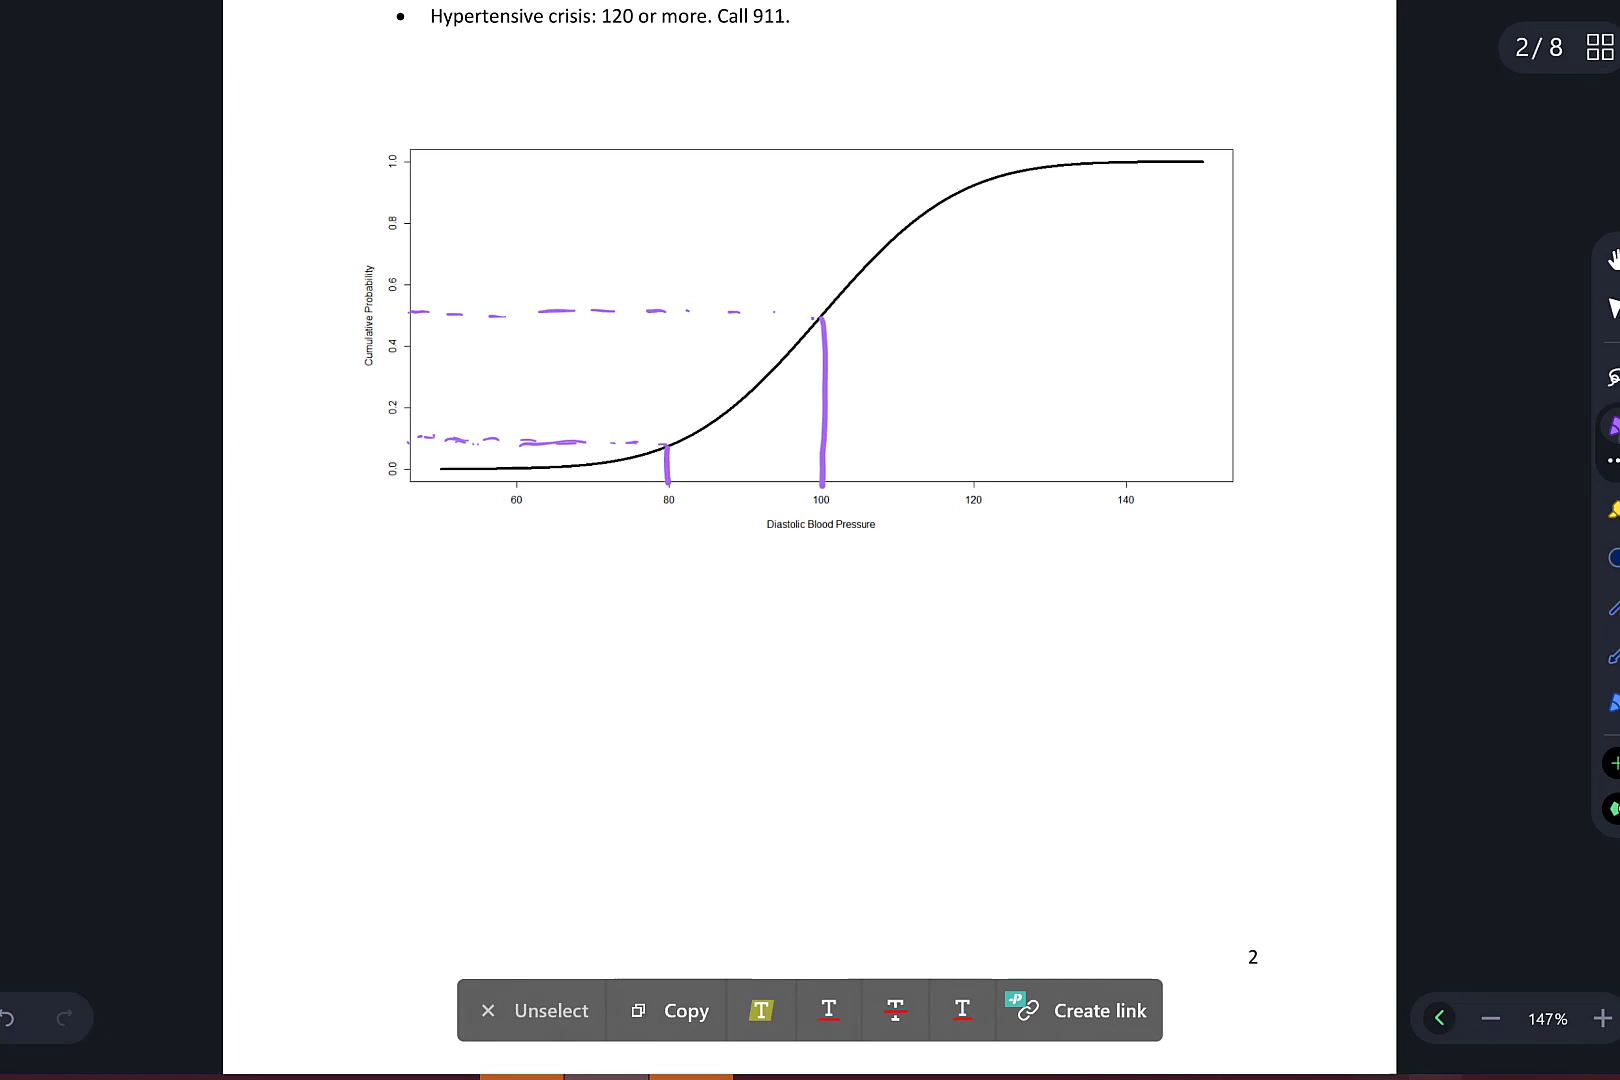 • Hypertensive crisis: 120 or more. Call 911.
2/8
1.0
0.8
0.6
0.4
0.2
0.0
Cumulative Probability
60 80 100 120 140
Diastolic Blood Pressure
2
× Unselect Copy T T T T P Create link
147%